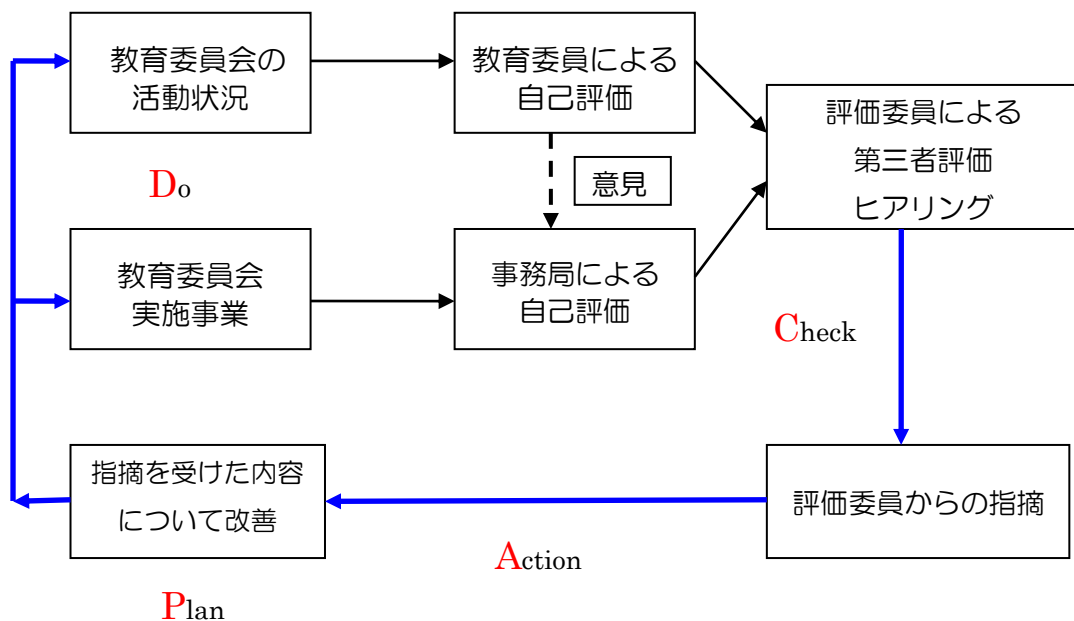 教育委員会の
活動状況
教育委員による
自己評価
評価委員による
第三者評価
ヒアリング
意見
Do
教育委員会
実施事業
事務局による
自己評価
Check
指摘を受けた内容
について改善
評価委員からの指摘
Action
Plan